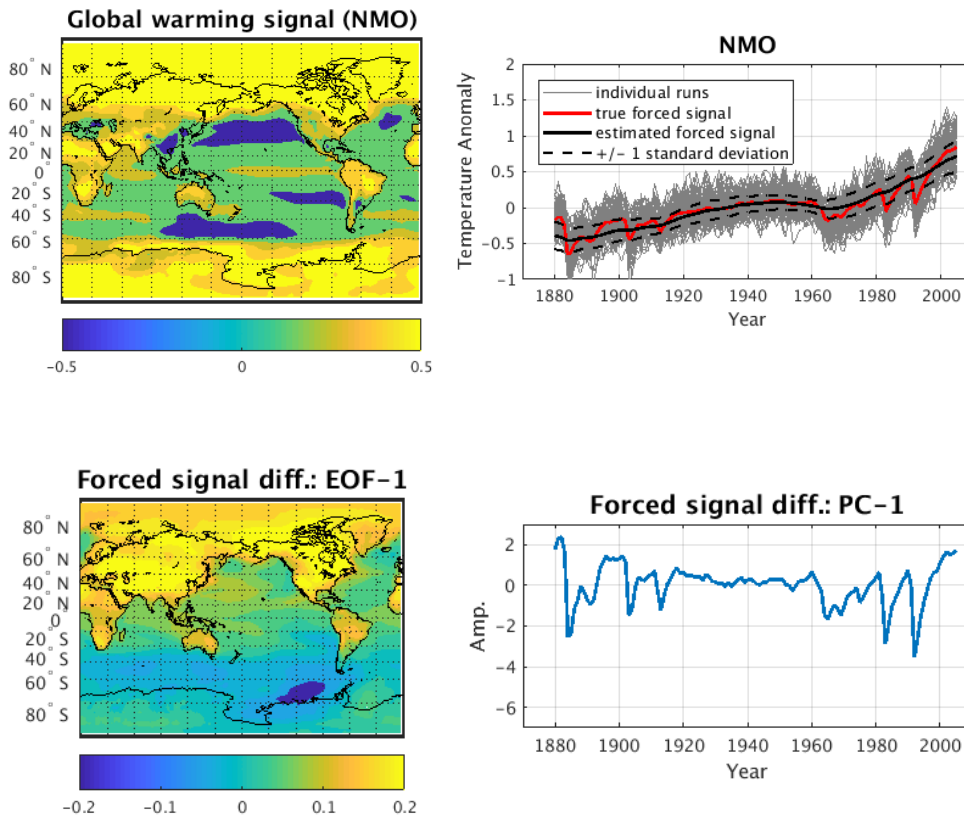 Global warming signal (NMO)
80° N
60° N
40° N
20° N
0°
20° S
40° S
60° S
80° S
-0.5 0 0.5
NMO
Temperature Anomaly
2
1.5
1
0.5
0
-0.5
-1
individual runs
true forced signal
estimated forced signal
+/- 1 standard deviation
1880 1900 1920 1940 1960 1980 2000
Year
Forced signal diff.: EOF-1
80° N
60° N
40° N
20° N
0°
20° S
40° S
60° S
80° S
-0.2 -0.1 0 0.1 0.2
Forced signal diff.: PC-1
Amp.
2
0
-2
-4
-6
1880 1900 1920 1940 1960 1980 2000
Year